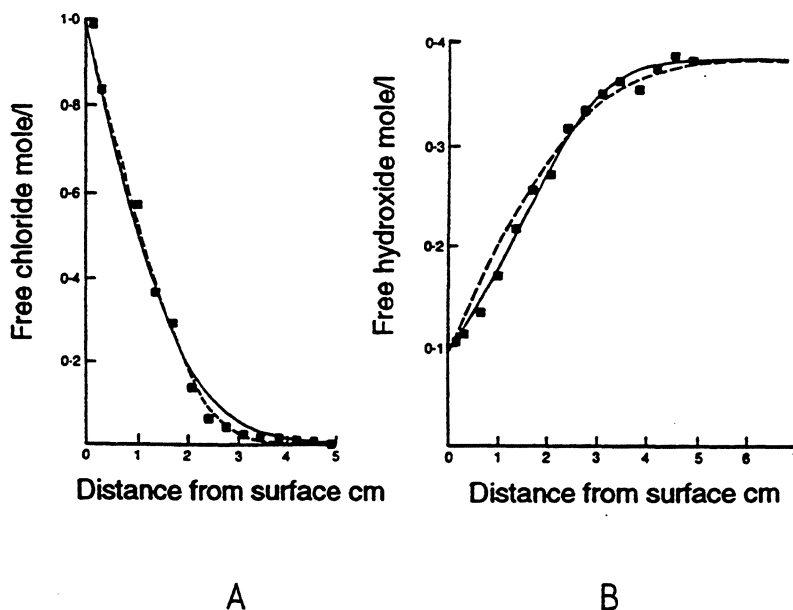 Free chloride mole/l
1·0
0·8
0·6
0·4
0·2
0 1 2 3 4 5
Distance from surface cm
A
Free hydroxide mole/l
0·4
0·3
0·2
0·1
0 1 2 3 4 5 6
Distance from surface cm
B